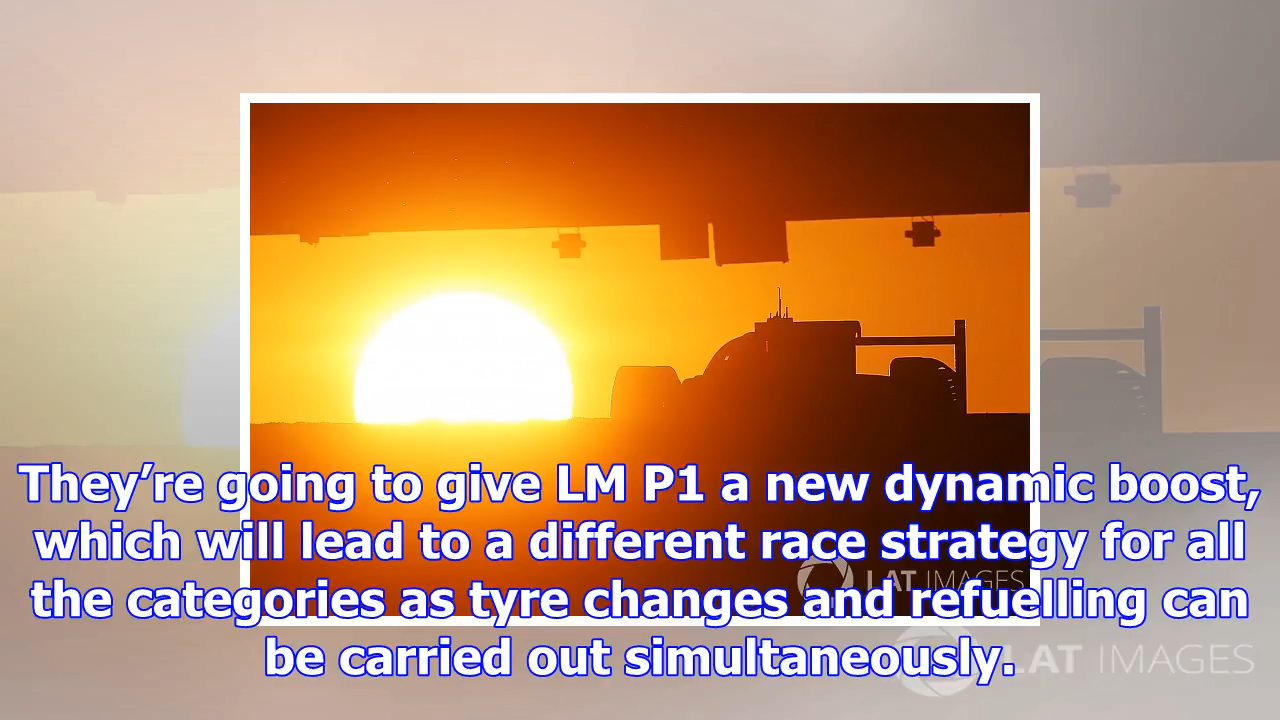 They’re going to give LM P1 a new dynamic boost,
which will lead to a different race strategy for all
the categories as tyre changes and refuelling can
be carried out simultaneously.
LAT IMAGES
LAT IMAGES